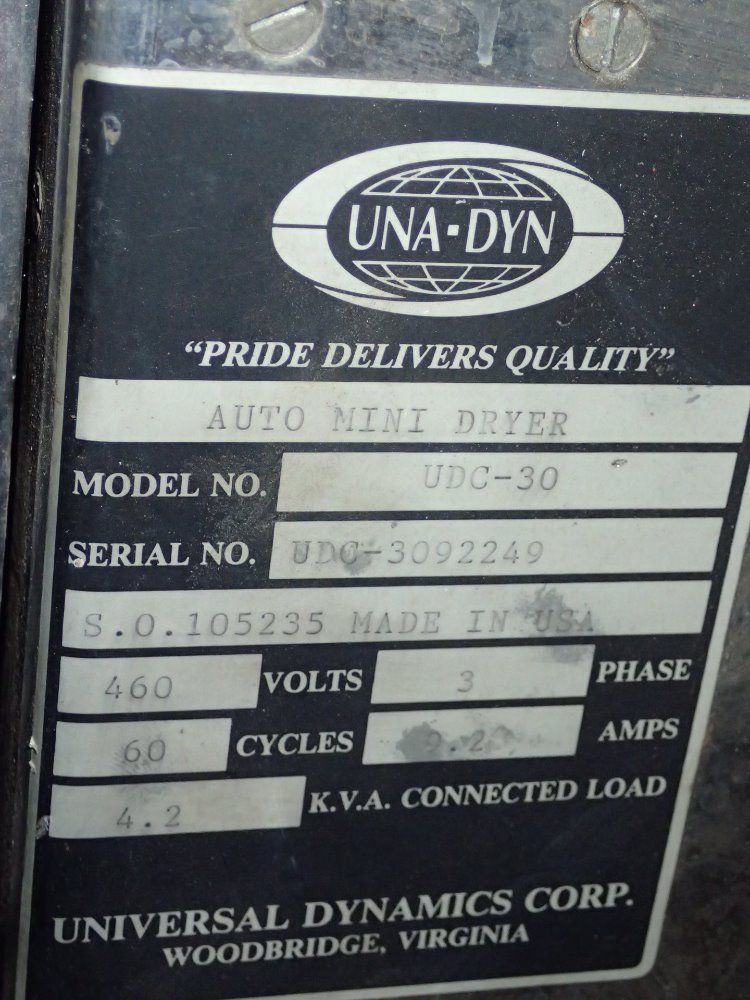 UNA-DYN
"PRIDE DELIVERS QUALITY"
AUTO MINI DRYER
MODEL NO. UDC-30
SERIAL NO. UDC-3092249
S.O.105235 MADE IN USA
460 VOLTS 3 PHASE
60 CYCLES AMPS
4.2 K.V.A. CONNECTED LOAD
UNIVERSAL DYNAMICS CORP.
WOODBRIDGE, VIRGINIA